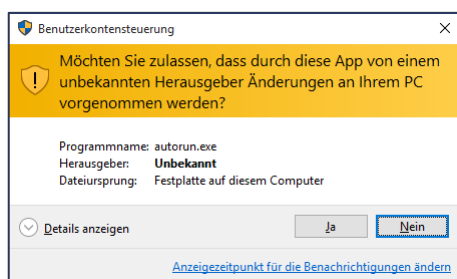 Benutzerkontensteuerung
Möchten Sie zulassen, dass durch diese App von einem
unbekannten Herausgeber Änderungen an Ihrem PC
vorgenommen werden?
Programmname: autorun.exe
Herausgeber: Unbekannt
Dateiursprung: Festplatte auf diesem Computer
Details anzeigen
Ja
Nein
Anzeigezeitpunkt für die Benachrichtigungen ändern